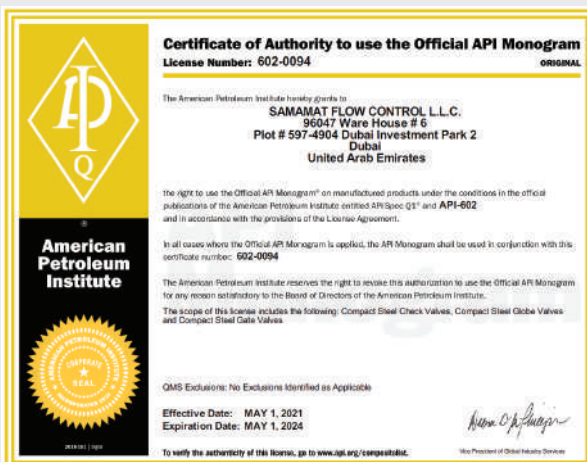 Certificate of Authority to use the Official API Monogram
License Number: 602-0094
ORIGINAL
The American Petroleum Institute hereby grants to
SAMAMAT FLOW CONTROL L.L.C.
96047 Ware House # 6
Plot # 597-4904 Dubai Investment Park 2
Dubai
United Arab Emirates
the right to use the Official API Monogram® on manufactured products under the conditions in the official
publications of the American Petroleum Institute entitled API Spec Q1® and API-602
and in accordance with the provisions of the License Agreement.
In all cases where the Official API Monogram is applied, the API Monogram shall be used in conjunction with this
certificate number: 602-0094
The American Petroleum Institute reserves the right to revoke this authorization to use the Official API Monogram
for any reason satisfactory to the Board of Directors of the American Petroleum Institute.
The scope of this license includes the following: Compact Steel Check Valves, Compact Steel Globe Valves
and Compact Steel Gate Valves
QMS Exclusions: No Exclusions Identified as Applicable
Effective Date: MAY 1, 2021
Expiration Date: MAY 1, 2024
To verify the authenticity of this license, go to www.api.org/compositelist.
Vice President of Global Industry Services
API
Q
®
American
Petroleum
Institute
AMERICAN PETROLEUM INSTITUTE
CORPORATE
SEAL